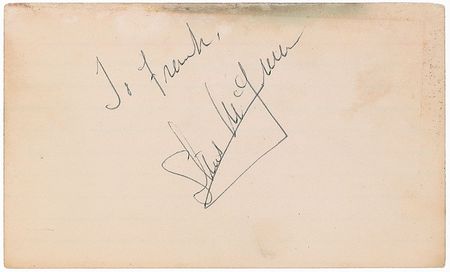 To Frank,
Steve McQueen